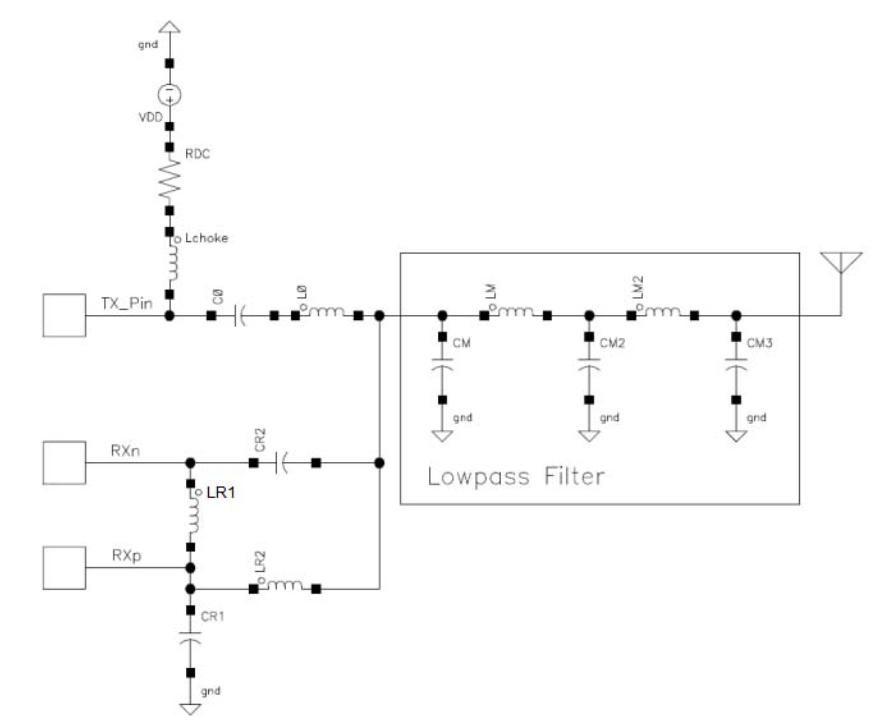 gnd
VDD
RDC
Lchoke
TX_Pin
CØ
LØ
LM
LM2
CM
CM2
CM3
gnd
gnd
gnd
RXn
CR2
Lowpass Filter
LR1
RXp
LR2
CR1
gnd